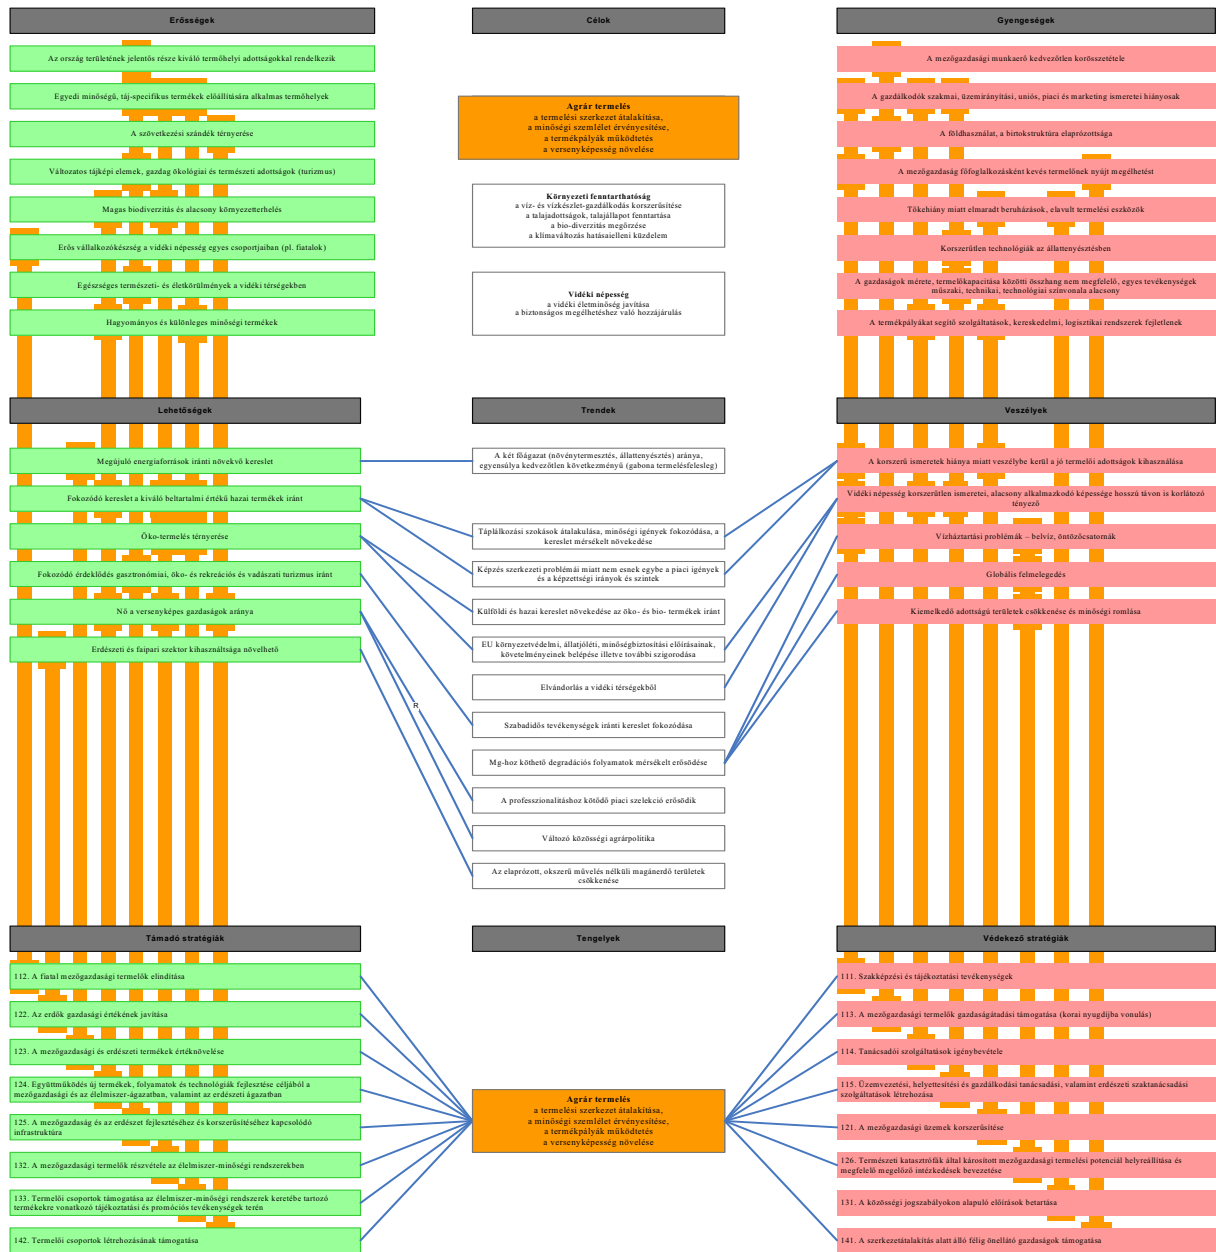 Erősségek
Az ország területének jelentős része kiváló termőhelyi adottságokkal rendelkezik
Egyedi minőségű, táj-specifikus termékek előállítására alkalmas termőhelyek
A szövetkezési szándék térnyerése
Változatos tájképi elemek, gazdag ökológiai és természeti adottságok (turizmus)
Magas biodiverzitás és alacsony környezetterhelés
Erős vállalkozókészség a vidéki népesség egyes csoportjaiban (pl. fiatalok)
Egészséges természeti- és életkörülmények a vidéki térségekben
Hagyományos és különleges minőségi termékek
Célok
Agrár termelés
a termelési szerkezet átalakítása,
a minőségi szemlélet érvényesítése,
a termékpályák működtetés
a versenyképesség növelése
Környezeti fenntarthatóság
a víz- és vízkészlet-gazdálkodás korszerűsítése
a talajadottságok, talajállapot fenntartása
a bio-diverzitás megőrzése
a klímaváltozás hatásaielleni küzdelem
Vidéki népesség
a vidéki életminőség javítása
a biztonságos megélhetéshez való hozzájárulás
Gyengeségek
A mezőgazdasági munkaerő kedvezőtlen korösszetétele
A gazdálkodók szakmai, üzemirányítási, uniós, piaci és marketing ismeretei hiányosak
A földhasználat, a birtokstruktúra elaprózottsága
A mezőgazdaság főfoglalkozásként kevés termelőnek nyújt megélhetést
Tőkehiány miatt elmaradt beruházások, elavult termelési eszközök
Korszerűtlen technológiák az állattenyésztésben
A gazdaságok mérete, termelőkapacitása közötti összhang nem megfelelő, egyes tevékenységek
műszaki, technikai, technológiai színvonala alacsony
A termékpályákat segítő szolgáltatások, kereskedelmi, logisztikai rendszerek fejletlenek
Lehetőségek
Megújuló energiaforrások iránti növekvő kereslet
Fokozódó kereslet a kiváló beltartalmi értékű hazai termékek iránt
Öko-termelés térnyerése
Fokozódó érdeklődés gasztronómiai, öko- és rekreációs és vadászati turizmus iránt
Nő a versenyképes gazdaságok aránya
Erdészeti és faipari szektor kihasználtsága növelhető
R
Trendek
A két főágazat (növénytermesztés, állattenyésztés) aránya,
egyensúlya kedvezőtlen következményű (gabona termelésfelesleg)
Táplálkozási szokások átalakulása, minőségi igények fokozódása, a
kereslet mérsékelt növekedése
Képzés szerkezeti problémái miatt nem esnek egybe a piaci igények
és a képzettségi irányok és szintek
Külföldi és hazai kereslet növekedése az öko- és bio- termékek iránt
EU környezetvédelmi, állatjóléti, minőségbiztosítási előírásainak,
követelményeinek belépése illetve további szigorodása
Elvándorlás a vidéki térségekből
Szabadidős tevékenységek iránti kereslet fokozódása
Mg-hoz köthető degradációs folyamatok mérsékelt erősödése
A professzionalitáshoz kötődő piaci szelekció erősödik
Változó közösségi agrárpolitika
Az elaprózott, okszerű művelés nélküli magánerdő területek
csökkenése
Veszélyek
A korszerű ismeretek hiánya miatt veszélybe kerül a jó termelői adottságok kihasználása
Vidéki népesség korszerűtlen ismeretei, alacsony alkalmazkodó képessége hosszú távon is korlátozó
tényező
Vízháztartási problémák – belvíz, öntözőcsatornák
Globális felmelegedés
Kiemelkedő adottságú területek csökkenése és minőségi romlása
Támadó stratégiák
112. A fiatal mezőgazdasági termelők elindítása
122. Az erdők gazdasági értékének javítása
123. A mezőgazdasági és erdészeti termékek értéknövelése
124. Együttműködés új termékek, folyamatok és technológiák fejlesztése céljából a
mezőgazdasági és az élelmiszer-ágazatban, valamint az erdészeti ágazatban
125. A mezőgazdaság és az erdészet fejlesztéséhez és korszerűsítéséhez kapcsolódó
infrastruktúra
132. A mezőgazdasági termelők részvétele az élelmiszer-minőségi rendszerekben
133. Termelői csoportok támogatása az élelmiszer-minőségi rendszerek keretébe tartozó
termékekre vonatkozó tájékoztatási és promóciós tevékenységek terén
142. Termelői csoportok létrehozásának támogatása
Tengelyek
Agrár termelés
a termelési szerkezet átalakítása,
a minőségi szemlélet érvényesítése,
a termékpályák működtetés
a versenyképesség növelése
Védekező stratégiák
111. Szakképzési és tájékoztatási tevékenységek
113. A mezőgazdasági termelők gazdaságátadási támogatása (korai nyugdíjba vonulás)
114. Tanácsadói szolgáltatások igénybevétele
115. Üzemvezetési, helyettesítési és gazdálkodási tanácsadási, valamint erdészeti szaktanácsadási
szolgáltatások létrehozása
121. A mezőgazdasági üzemek korszerűsítése
126. Természeti katasztrófák által károsított mezőgazdasági termelési potenciál helyreállítása és
megfelelő megelőző intézkedések bevezetése
131. A közösségi jogszabályokon alapuló előírások betartása
141. A szerkezetátalakítás alatt álló félig önellátó gazdaságok támogatása